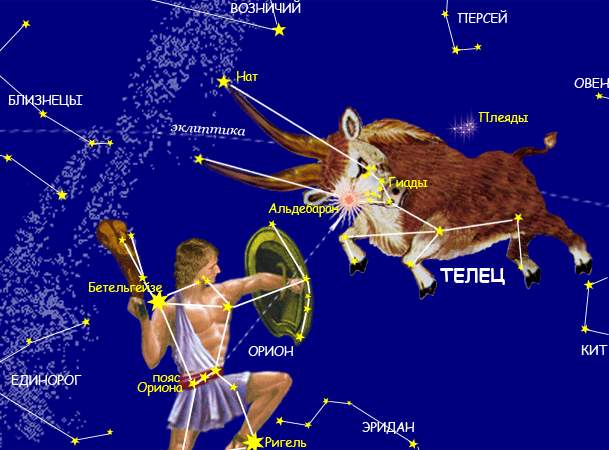 ВОЗНИЧИЙ
ПЕРСЕЙ
Нат
ОВЕН
БЛИЗНЕЦЫ
Плеяды
эклиптика
Гиады
Альдебаран
ТЕЛЕЦ
Бетельгейзе
ОРИОН
КИТ
ЕДИНОРОГ
пояс
Ориона
ЭРИДАН
Ригель